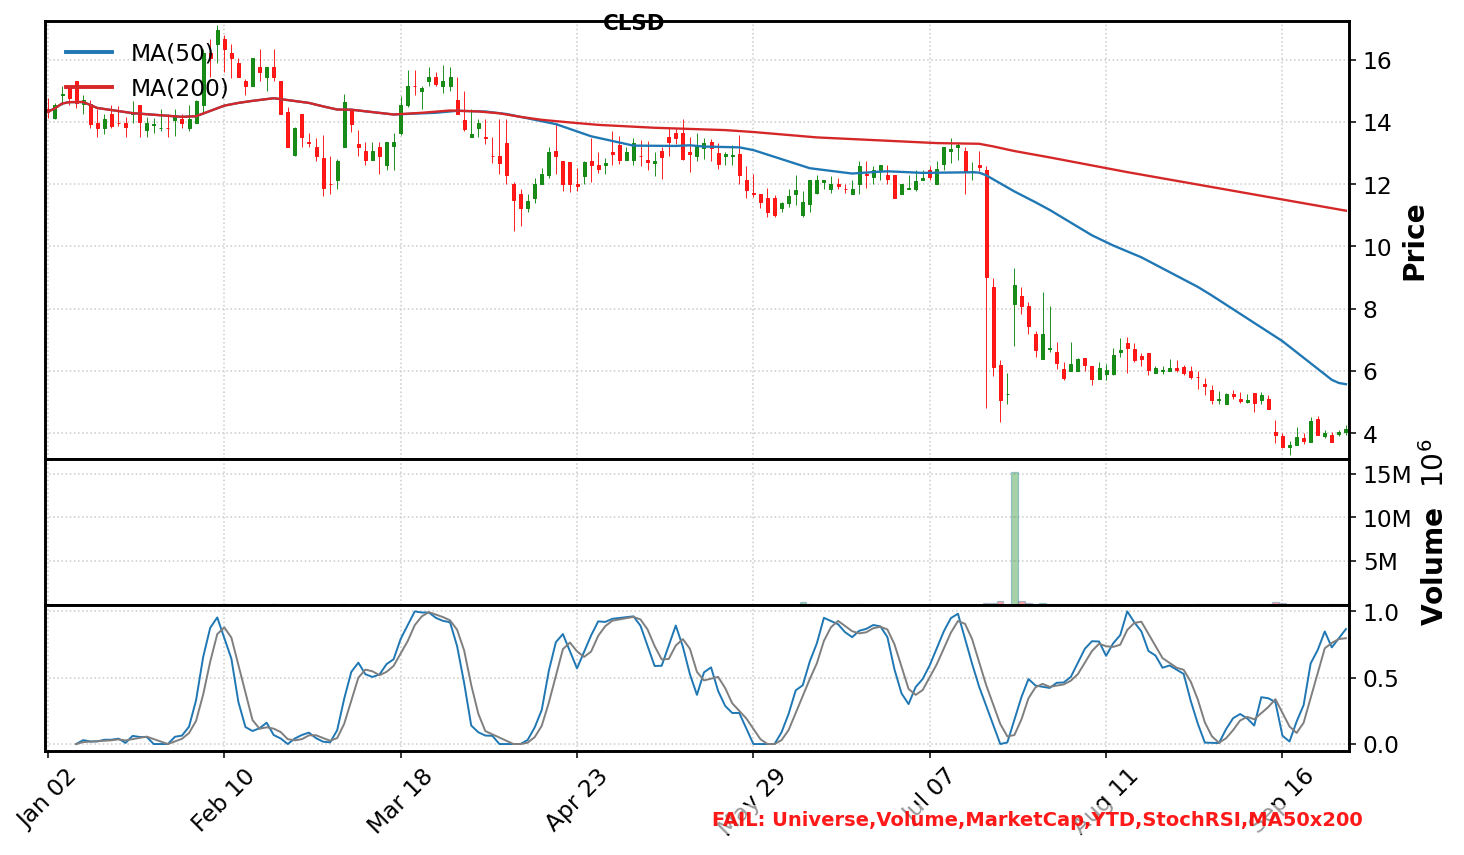 CLSD
MA(50)
MA(200)
16
14
12
10
8
6
4
Price
15M
10M
5M
Volume 10^6
1.0
0.5
0.0
Jan 02
Feb 10
Mar 18
Apr 23
May 29
Jul 07
Aug 11
Sep 16
FAIL: Universe,Volume,MarketCap,YTD,StochRSI,MA50x200